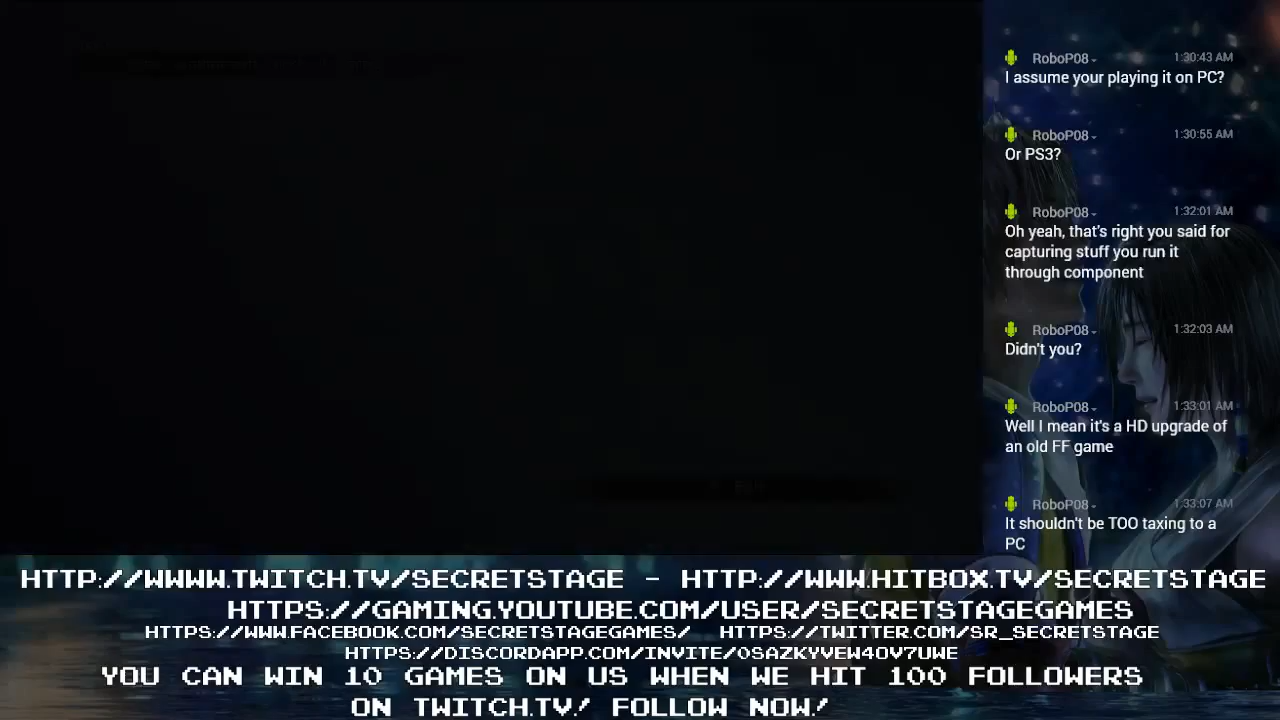 RoboP08 1:30:43 AM
I assume your playing it on PC?
RoboP08 1:30:55 AM
Or PS3?
RoboP08 1:32:01 AM
Oh yeah, that's right you said for
capturing stuff you run it
through component
RoboP08 1:32:03 AM
Didn't you?
RoboP08 1:33:01 AM
Well I mean it's a HD upgrade of
an old FF game
RoboP08 1:33:07 AM
It shouldn't be TOO taxing to a
PC
HTTP://WWWW.TWITCH.TV/SECRETSTAGE - HTTP://WWW.HITBOX.TV/SECRETSTAGE
HTTPS://GAMING.YOUTUBE.COM/USER/SECRETSTAGEGAMES
HTTPS://WWW.FACEBOOK.COM/SECRETSTAGEGAMES/ HTTPS://TWITTER.COM/SR_SECRETSTAGE
HTTPS://DISCORDAPP.COM/INVITE/0SAZKYVEW4OV7UWE
YOU CAN WIN 10 GAMES ON US WHEN WE HIT 100 FOLLOWERS
ON TWITCH.TV! FOLLOW NOW!